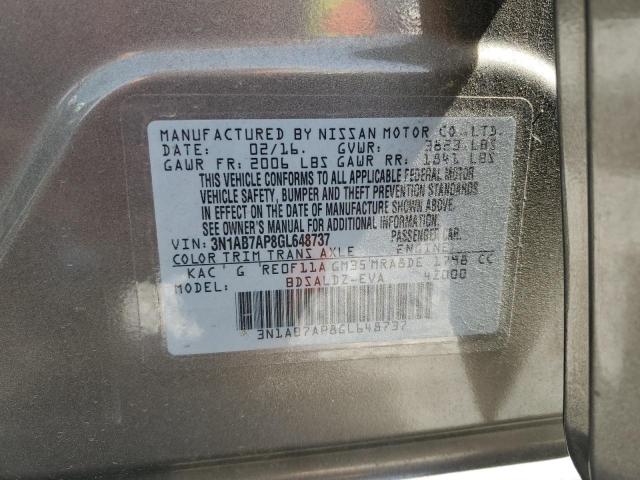 MANUFACTURED BY NISSAN MOTOR CO., LTD.
DATE: 02/16. GVWR: 3823 LBS
GAWR FR: 2006 LBS GAWR RR: 1841 LBS
THIS VEHICLE CONFORMS TO ALL APPLICABLE FEDERAL MOTOR
VEHICLE SAFETY, BUMPER AND THEFT PREVENTION STANDARDS
IN EFFECT ON THE DATE OF MANUFACTURE SHOWN ABOVE.
SEE OWNER'S MANUAL FOR ADDITIONAL INFORMATION.
VIN: 3N1AB7AP8GL648737 PASSENGER CAR.
COLOR TRIM TRANS AXLE ENGINE
KAC G RE0F11A GM35 MRA8DE 1798 CC
MODEL: BDSALDZ-EVA 42000
3N1AB7AP8GL648737